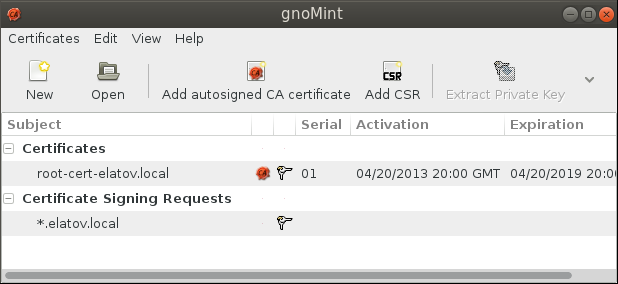 gnoMint
Certificates Edit View Help
CA CSR
New Open Add autosigned CA certificate Add CSR Extract Private Key
Subject Serial Activation Expiration
Certificates
root-cert-elatov.local 01 04/20/2013 20:00 GMT 04/20/2019 20:00
Certificate Signing Requests
*.elatov.local